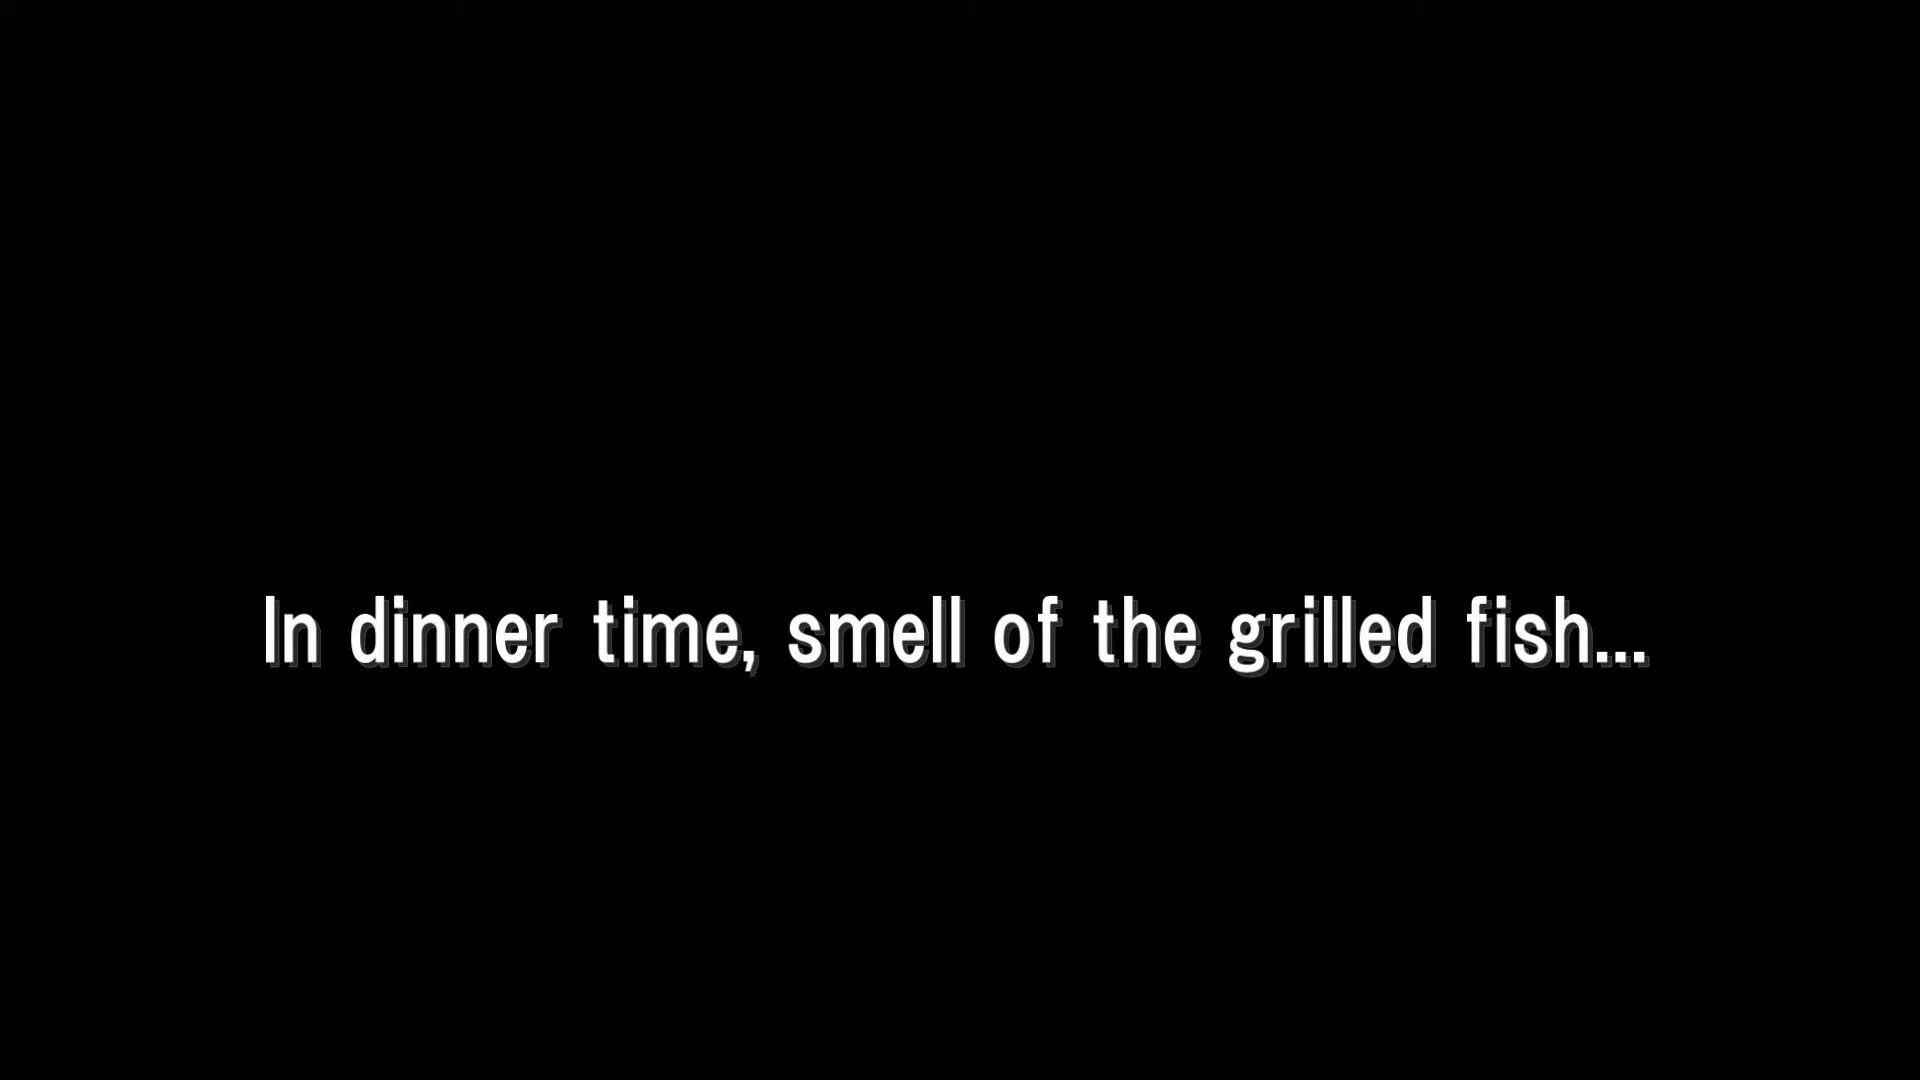 In dinner time, smell of the grilled fish...